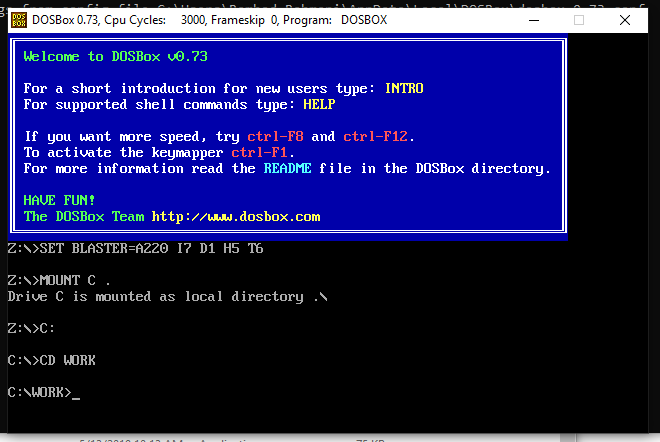 DOSBox 0.73, Cpu Cycles: 3000, Frameskip 0, Program: DOSBOX
Welcome to DOSBox v0.73
For a short introduction for new users type: INTRO
For supported shell commands type: HELP
If you want more speed, try ctrl-F8 and ctrl-F12.
To activate the keymapper ctrl-F1.
For more information read the README file in the DOSBox directory.
HAVE FUN!
The DOSBox Team http://www.dosbox.com
Z:\>SET BLASTER=A220 I7 D1 H5 T6
Z:\>MOUNT C .
Drive C is mounted as local directory .\
Z:\>C:
C:\>CD WORK
C:\WORK>_